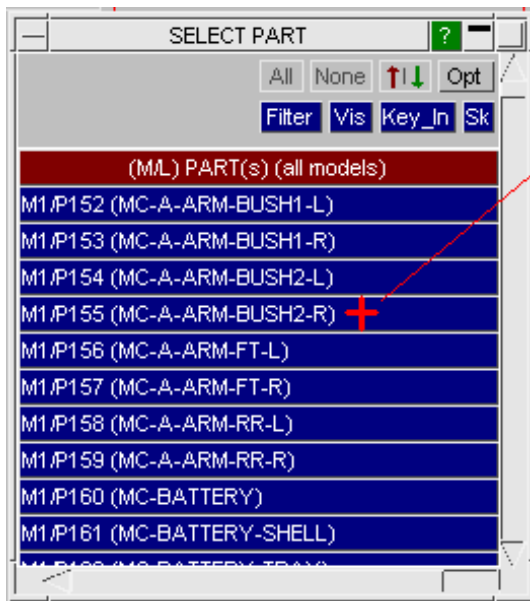 SELECT PART ?
All None Opt
Filter Vis Key_In Sk
(M/L) PART(s) (all models)
M1/P152 (MC-A-ARM-BUSH1-L)
M1/P153 (MC-A-ARM-BUSH1-R)
M1/P154 (MC-A-ARM-BUSH2-L)
M1/P155 (MC-A-ARM-BUSH2-R)
M1/P156 (MC-A-ARM-FT-L)
M1/P157 (MC-A-ARM-FT-R)
M1/P158 (MC-A-ARM-RR-L)
M1/P159 (MC-A-ARM-RR-R)
M1/P160 (MC-BATTERY)
M1/P161 (MC-BATTERY-SHELL)